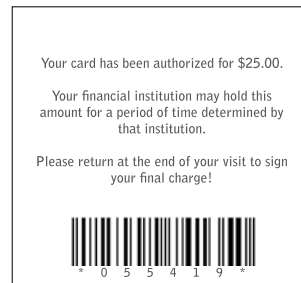 Your card has been authorized for $25.00.
Your financial institution may hold this
amount for a period of time determined by
that institution.
Please return at the end of your visit to sign
your final charge!
* 0 5 5 4 1 9 *